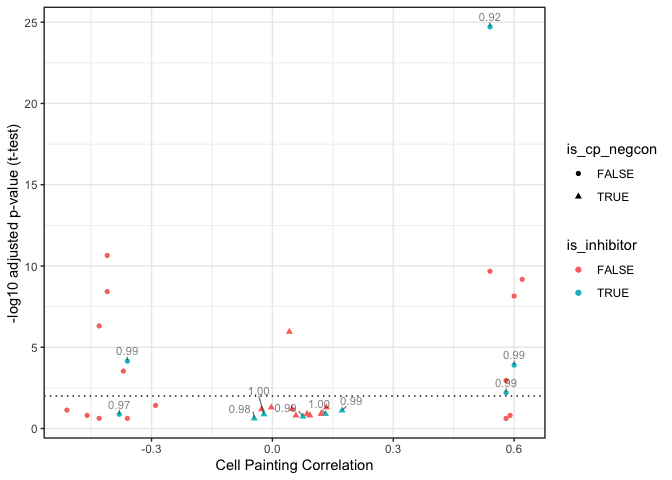 0.92
25
20
15
10
5
0
-log10 adjusted p-value (t-test)
0.99
0.97
0.98
1.00
0.99
1.00
0.99
0.99
0.99
-0.3
0.0
0.3
0.6
Cell Painting Correlation
is_cp_negcon
FALSE
TRUE
is_inhibitor
FALSE
TRUE